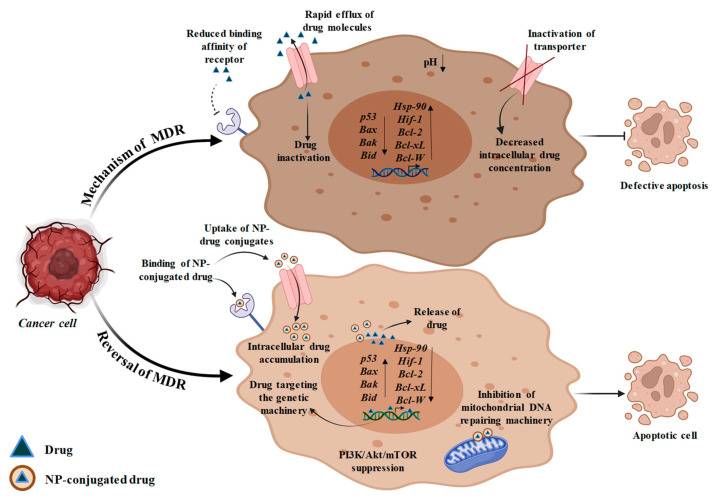 Rapid efflux of
drug molecules
Reduced binding
affinity of
receptor
Inactivation of
transporter
pH
Mechanism of MDR
p53
Bax
Bak
Bid
Hsp-90
Hif-1
Bcl-2
Bcl-xL
Bcl-W
Drug
inactivation
Decreased
intracellular drug
concentration
Defective apoptosis
Cancer cell
Uptake of NP-
drug conjugates
Binding of NP-
conjugated drug
Reversal of MDR
Intracellular drug
accumulation
Release of
drug
Drug targeting
the genetic
machinery
p53
Bax
Bak
Bid
Hsp-90
Hif-1
Bcl-2
Bcl-xL
Bcl-W
Inhibition of
mitochondrial DNA
repairing machinery
PI3K/Akt/mTOR
suppression
Apoptotic cell
Drug
NP-conjugated drug